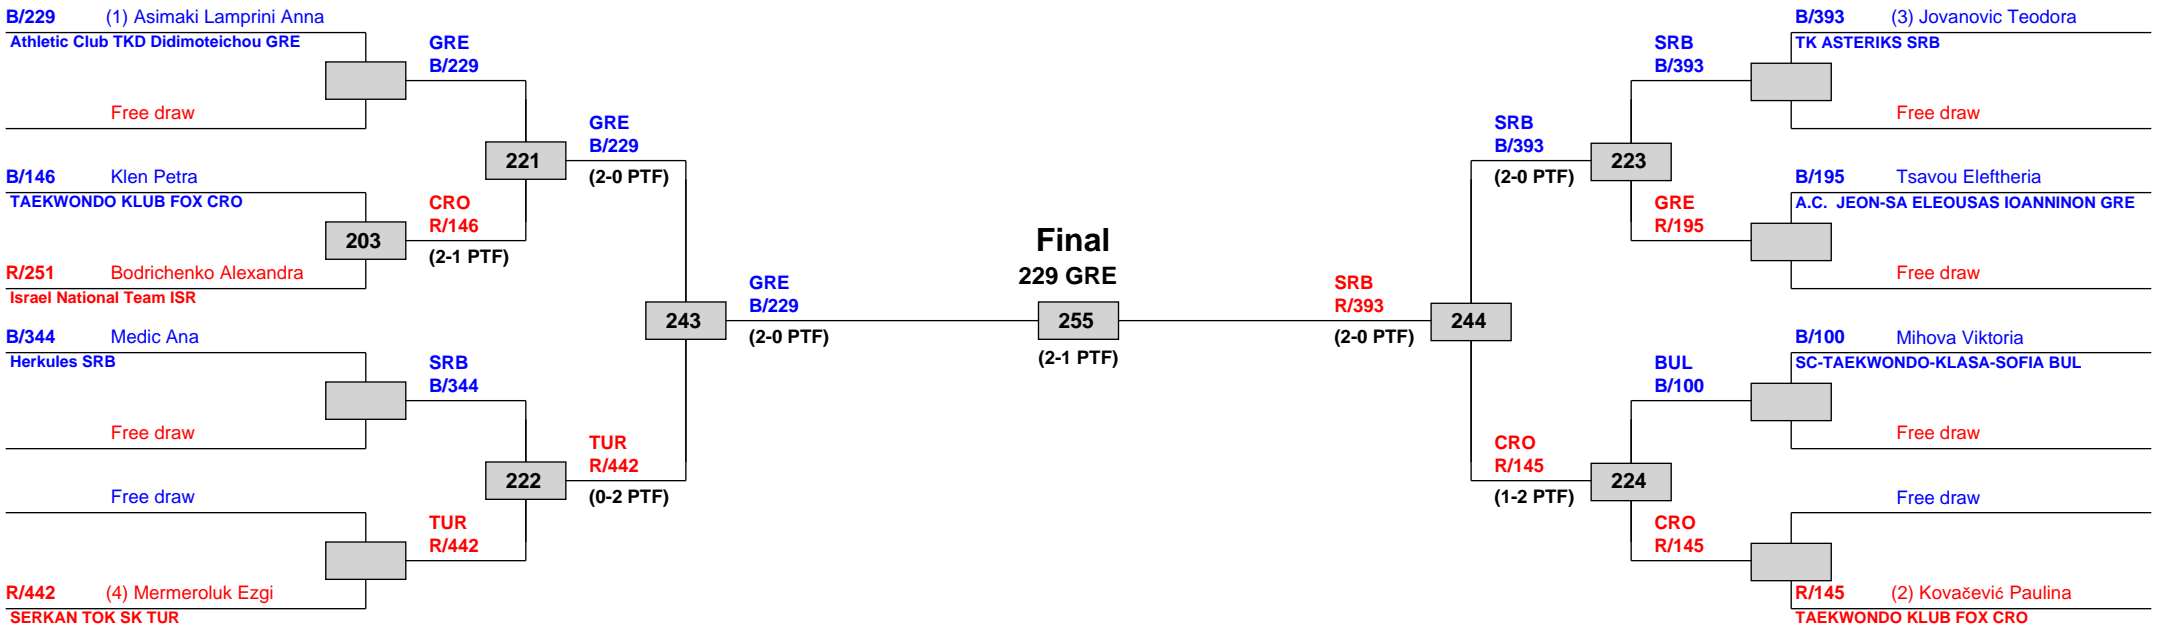 B/229 (1) Asimaki Lamprini Anna
Athletic Club TKD Didimoteichou GRE
Free draw
GRE
B/229
B/146 Klen Petra
TAEKWONDO KLUB FOX CRO
203
R/251 Bodrichenko Alexandra
Israel National Team ISR
CRO
R/146
(2-1 PTF)
221
GRE
B/229
(2-0 PTF)
B/344 Medic Ana
Herkules SRB
Free draw
SRB
B/344
Free draw
R/442 (4) Mermeroluk Ezgi
SERKAN TOK SK TUR
TUR
R/442
222
TUR
R/442
(0-2 PTF)
243
GRE
B/229
(2-0 PTF)
Final
229 GRE
255
(2-1 PTF)
SRB
R/393
(2-0 PTF)
244
SRB
B/393
(2-0 PTF)
223
SRB
B/393
B/393 (3) Jovanovic Teodora
TK ASTERIKS SRB
Free draw
GRE
R/195
B/195 Tsavou Eleftheria
A.C. JEON-SA ELEOUSAS IOANNINON GRE
Free draw
CRO
R/145
(1-2 PTF)
224
BUL
B/100
B/100 Mihova Viktoria
SC-TAEKWONDO-KLASA-SOFIA BUL
Free draw
CRO
R/145
Free draw
R/145 (2) Kovačević Paulina
TAEKWONDO KLUB FOX CRO